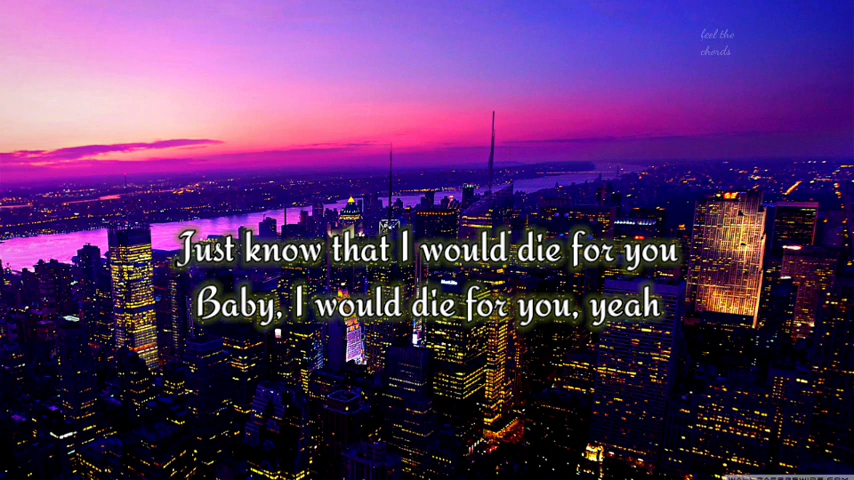 feel the
chords
Just know that I would die for you
Baby, I would die for you, yeah